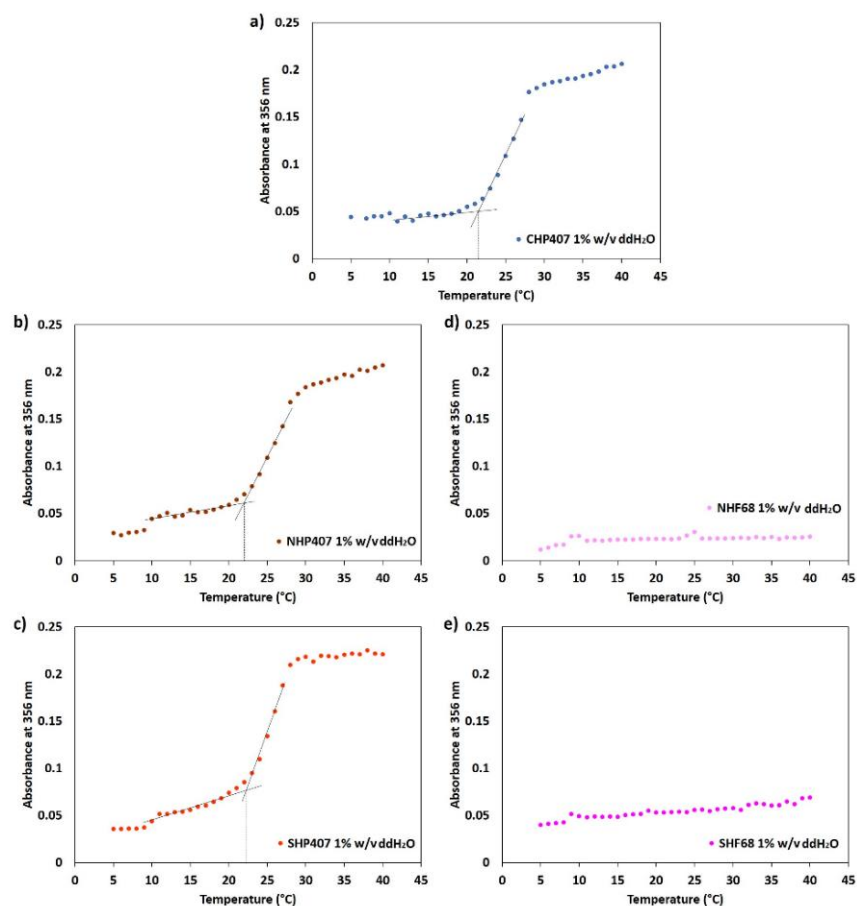 a)
0.25
0.2
0.15
0.1
0.05
0
Absorbance at 356 nm
CHP407 1% w/v ddH₂O
0 5 10 15 20 25 30 35 40 45
Temperature (°C)
b)
0.25
0.2
0.15
0.1
0.05
0
Absorbance at 356 nm
NHP407 1% w/v ddH₂O
0 5 10 15 20 25 30 35 40 45
Temperature (°C)
d)
0.25
0.2
0.15
0.1
0.05
0
Absorbance at 356 nm
NHF68 1% w/v ddH₂O
0 5 10 15 20 25 30 35 40 45
Temperature (°C)
c)
0.25
0.2
0.15
0.1
0.05
0
Absorbance at 356 nm
SHP407 1% w/v ddH₂O
0 5 10 15 20 25 30 35 40 45
Temperature (°C)
e)
0.25
0.2
0.15
0.1
0.05
0
Absorbance at 356 nm
SHF68 1% w/v ddH₂O
0 5 10 15 20 25 30 35 40 45
Temperature (°C)